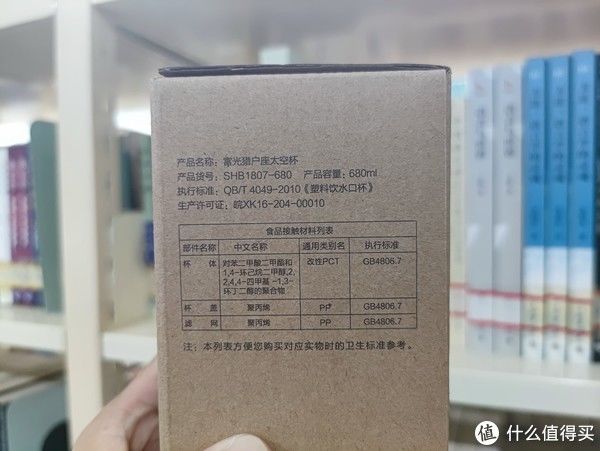 产品名称：富光猎户座太空杯
产品货号：SHB1807-680 产品容量：680ml
执行标准：QB/T 4049-2010《塑料饮水口杯》
生产许可证：皖XK16-204-00010
食品接触材料列表
部件名称 中文名称 通用类别名 执行标准
杯 体 对苯二甲酸二甲酯和 改性PCT GB4806.7
1,4-环己烷二甲醇,2,
2,4,4-四甲基-1,3-
环丁二醇的聚合物
杯 盖 聚丙烯 PP GB4806.7
滤 网 聚丙烯 PP GB4806.7
注：本列表方便您购买对应实物时的卫生标准参考。
值 什么值得买